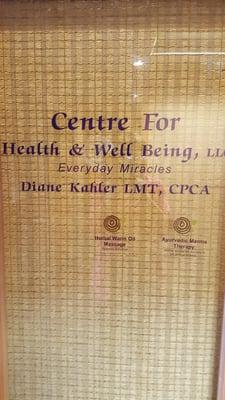 Centre For
Health & Well Being, LLC
Everyday Miracles
Diane Kahler LMT, CPCA
Herbal Warm Oil
Massage
Ayurvedic Marma
Therapy